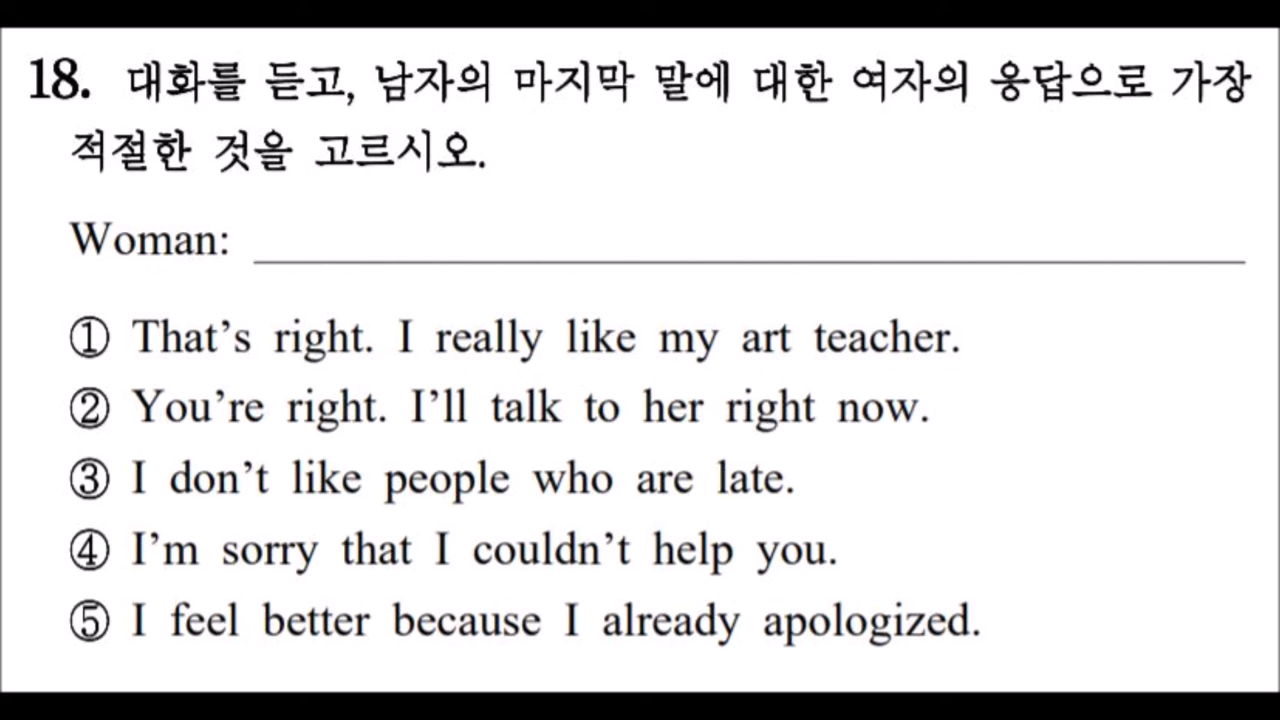 18. 대화를 듣고, 남자의 마지막 말에 대한 여자의 응답으로 가장
적절한 것을 고르시오.
Woman:
① That's right. I really like my art teacher.
② You're right. I'll talk to her right now.
③ I don't like people who are late.
④ I'm sorry that I couldn't help you.
⑤ I feel better because I already apologized.